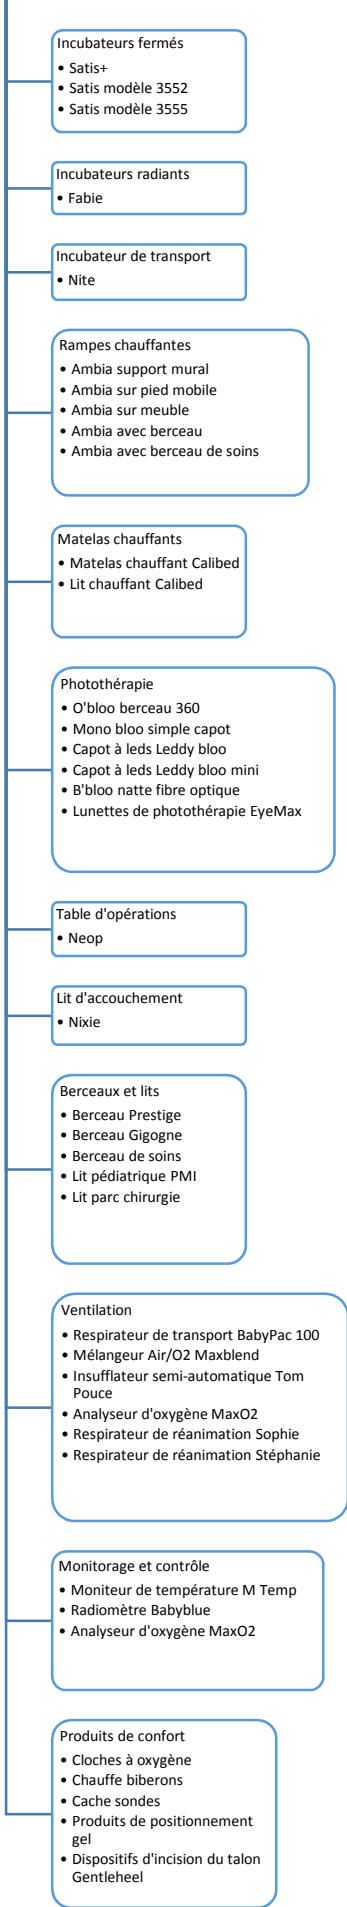 Incubateurs fermés
• Satis+
• Satis modèle 3552
• Satis modèle 3555
Incubateurs radiants
• Fabie
Incubateur de transport
• Nite
Rampes chauffantes
• Ambia support mural
• Ambia sur pied mobile
• Ambia sur meuble
• Ambia avec berceau
• Ambia avec berceau de soins
Matelas chauffants
• Matelas chauffant Calibed
• Lit chauffant Calibed
Photothérapie
• O'bloo berceau 360
• Mono bloo simple capot
• Capot à leds Leddy bloo
• Capot à leds Leddy bloo mini
• B'bloo natte fibre optique
• Lunettes de photothérapie EyeMax
Table d'opérations
• Neop
Lit d'accouchement
• Nixie
Berceaux et lits
• Berceau Prestige
• Berceau Gigogne
• Berceau de soins
• Lit pédiatrique PMI
• Lit parc chirurgie
Ventilation
• Respirateur de transport BabyPac 100
• Mélangeur Air/O2 Maxblend
• Insufflateur semi-automatique Tom
Pouce
• Analyseur d'oxygène MaxO2
• Respirateur de réanimation Sophie
• Respirateur de réanimation Stéphanie
Monitorage et contrôle
• Moniteur de température M Temp
• Radiomètre Babyblue
• Analyseur d'oxygène MaxO2
Produits de confort
• Cloches à oxygène
• Chauffe biberons
• Cache sondes
• Produits de positionnement
gel
• Dispositifs d'incision du talon
Gentleheel